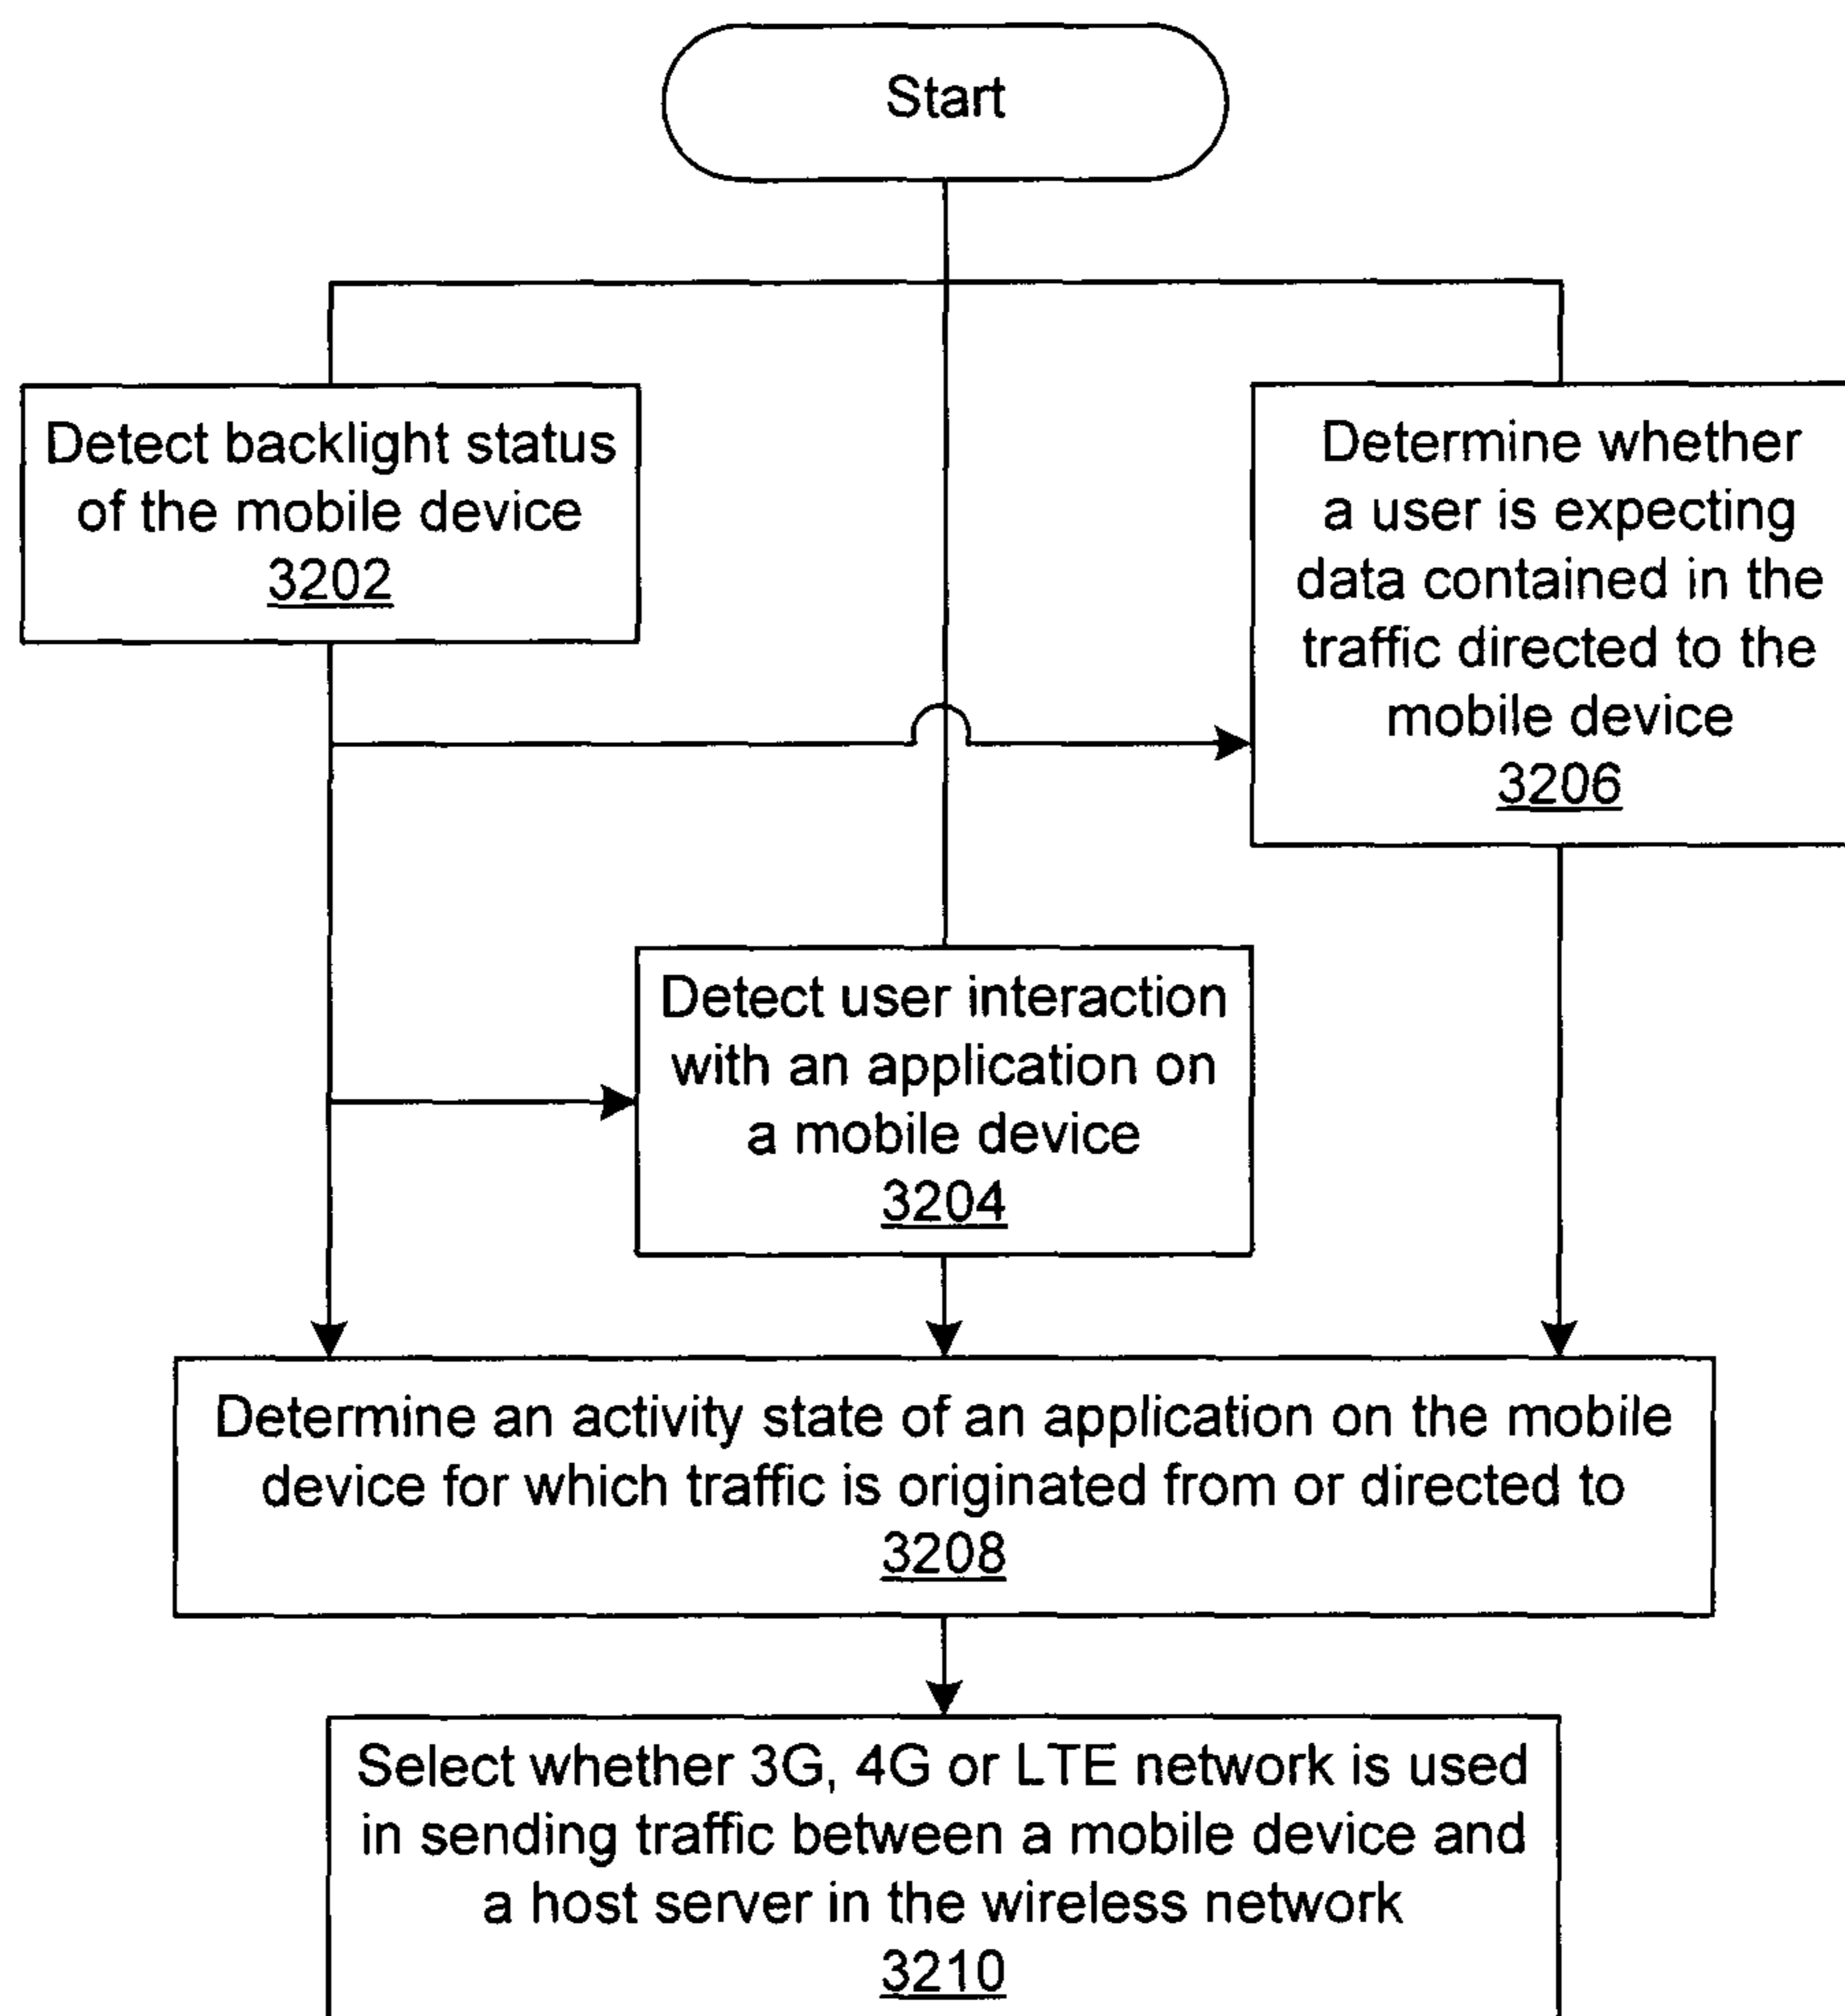 Start
Detect backlight status
of the mobile device
3202
Determine whether
a user is expecting
data contained in the
traffic directed to the
mobile device
3206
Detect user interaction
with an application on
a mobile device
3204
Determine an activity state of an application on the mobile
device for which traffic is originated from or directed to
3208
Select whether 3G, 4G or LTE network is used
in sending traffic between a mobile device and
a host server in the wireless network
3210